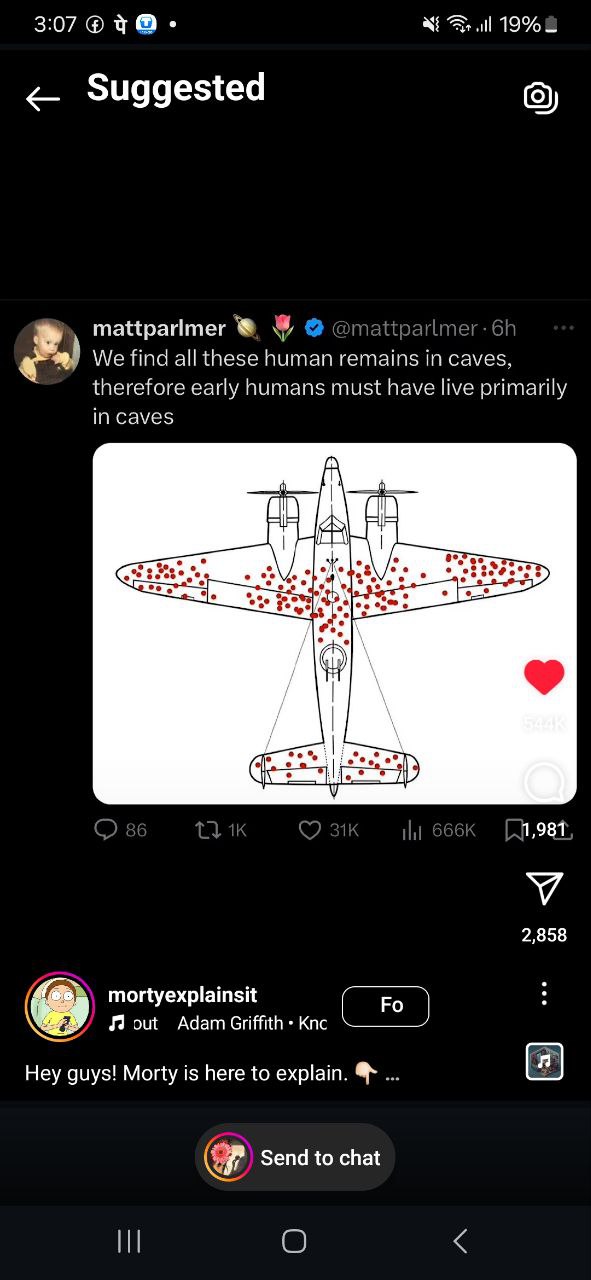 3:07 पे 19%
Suggested
mattparlmer 🪐 🌷 @mattparlmer · 6h
We find all these human remains in caves,
therefore early humans must have live primarily
in caves
544K
86 1K 31K 666K 1,981
2,858
mortyexplainsit Fo
out Adam Griffith • Knc
Hey guys! Morty is here to explain. 👇🏻 ...
Send to chat